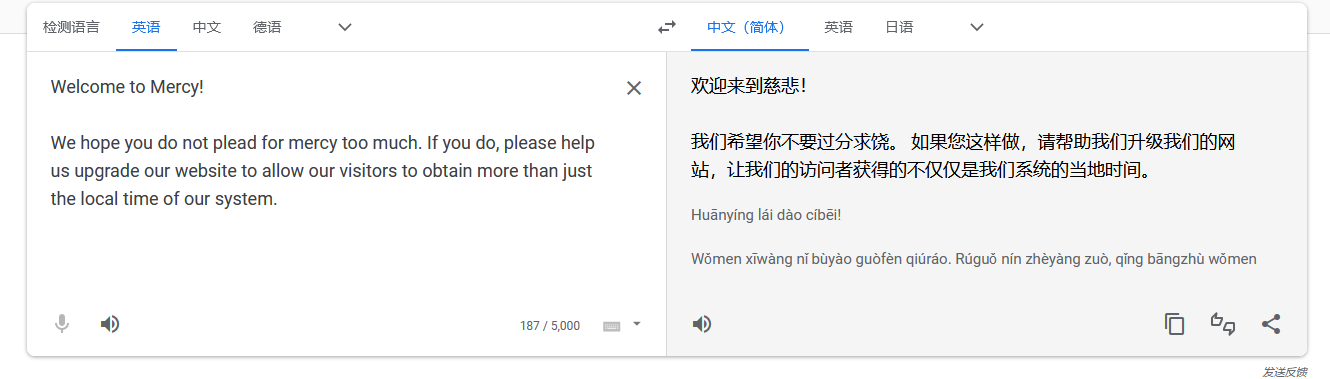 检测语言 英语 中文 德语 中文（简体） 英语 日语
Welcome to Mercy!
We hope you do not plead for mercy too much. If you do, please help
us upgrade our website to allow our visitors to obtain more than just
the local time of our system.
187 / 5,000
欢迎来到慈悲！
我们希望你不要过分求饶。 如果您这样做，请帮助我们升级我们的网
站，让我们的访问者获得的不仅仅是我们系统的当地时间。
Huānyíng lái dào cíbēi!
Wǒmen xīwàng nǐ bùyào guòfèn qiúráo. Rúguǒ nín zhèyàng zuò, qǐng bāngzhù wǒmen
发送反馈